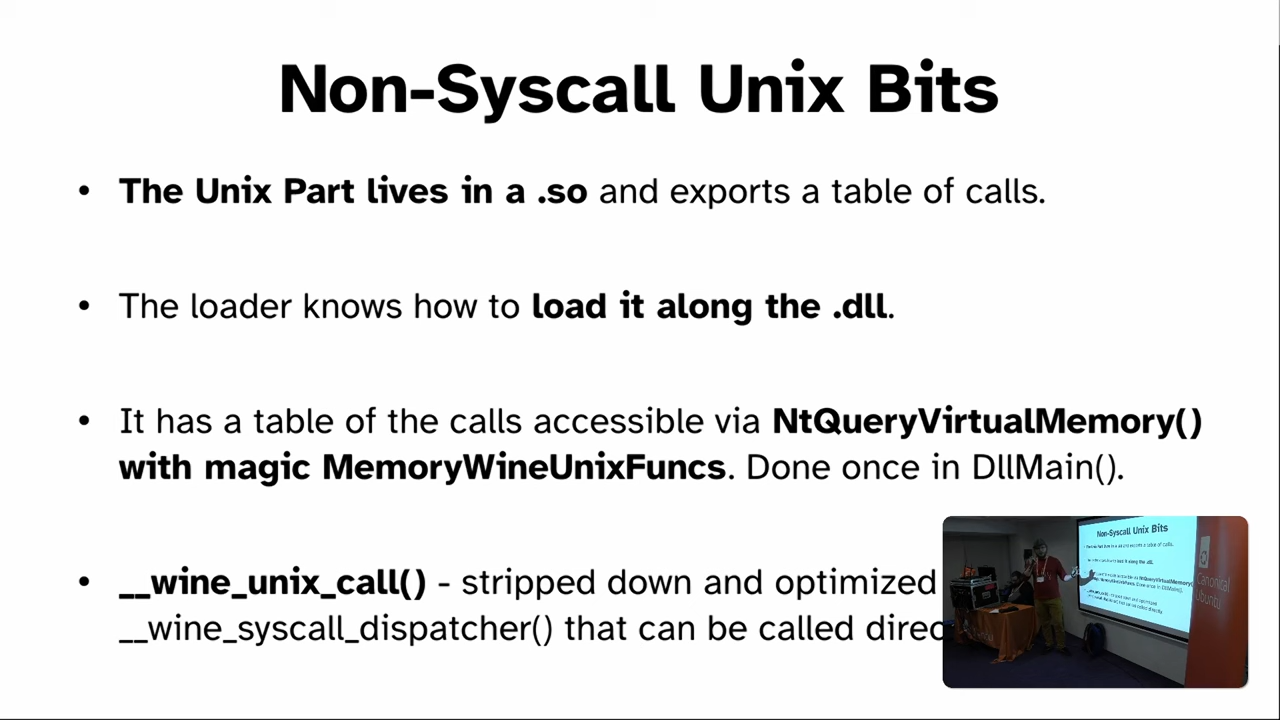 Non-Syscall Unix Bits
• The Unix Part lives in a .so and exports a table of calls.
• The loader knows how to load it along the .dll.
• It has a table of the calls accessible via NtQueryVirtualMemory()
with magic MemoryWineUnixFuncs. Done once in DllMain().
• __wine_unix_call() - stripped down and optimized
__wine_syscall_dispatcher() that can be called direc
Non-Syscall Unix Bits
Canonical
Ubuntu